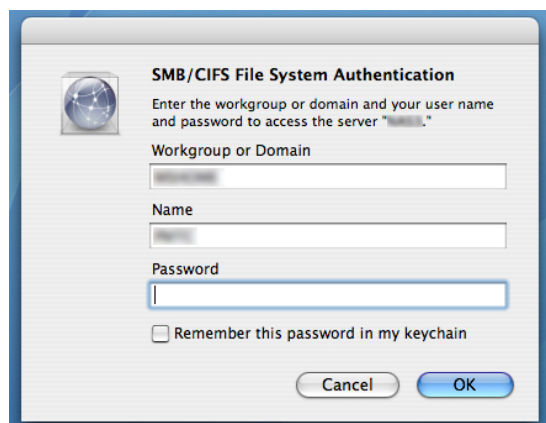 SMB/CIFS File System Authentication
Enter the workgroup or domain and your user name
and password to access the server " ."
Workgroup or Domain
Name
Password
Remember this password in my keychain
Cancel OK